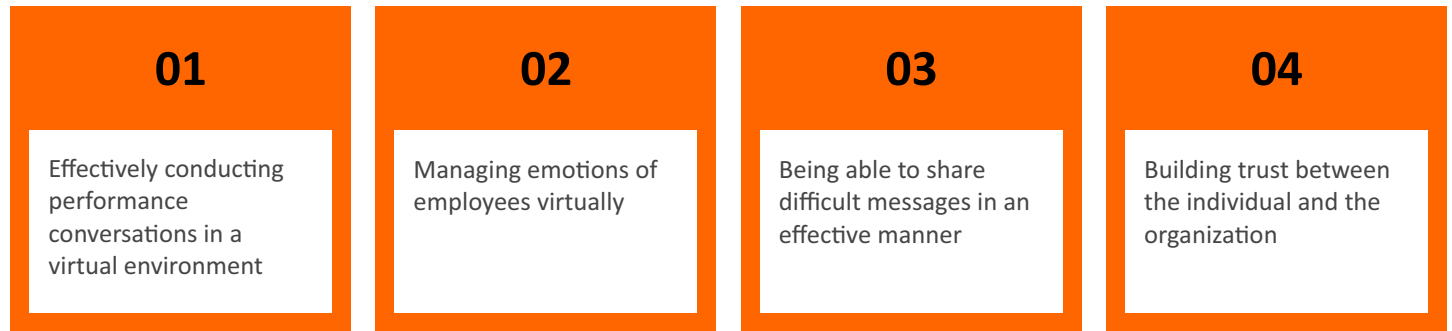 01
Effectively conducting
performance
conversations in a
virtual environment
02
Managing emotions of
employees virtually
03
Being able to share
difficult messages in an
effective manner
04
Building trust between
the individual and the
organization